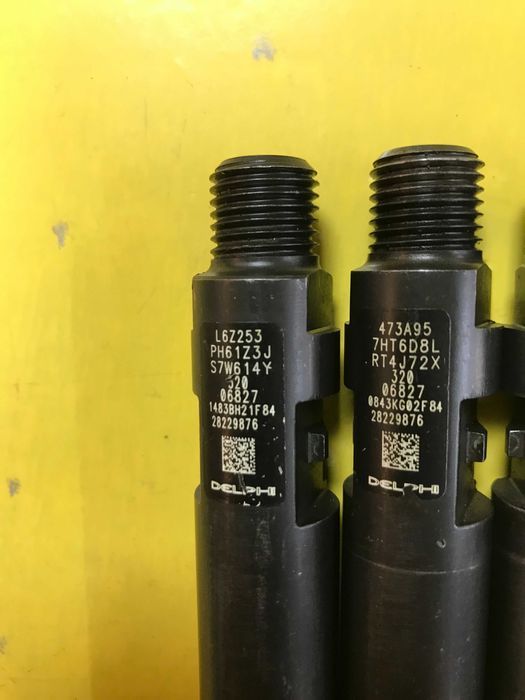 L6Z253
PH61Z3J
S7W614Y
320
06827
1483BH21F84
28229876
DELPHI
473A95
7HT6D8L
RT4J72X
320
06827
0843KG02F84
28229876
DELPHI